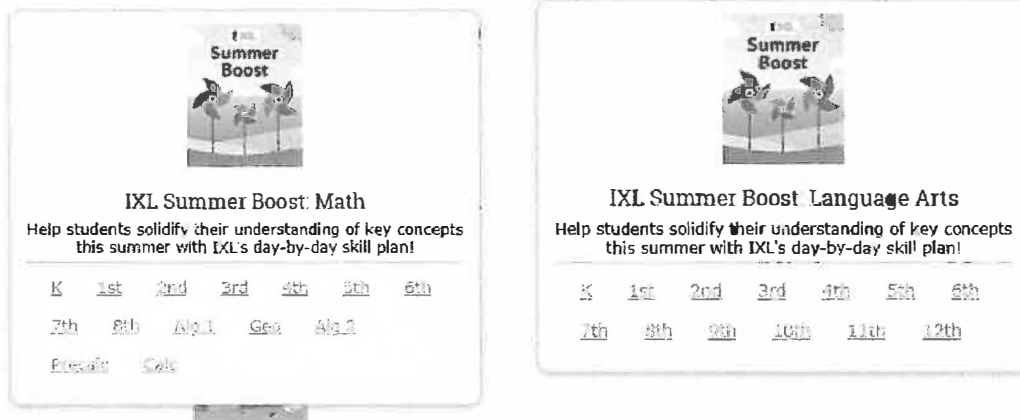 IXL
Summer
Boost
IXL Summer Boost: Math
Help students solidify their understanding of key concepts
this summer with IXL's day-by-day skill plan!
K 1st 2nd 3rd 4th 5th 6th
7th 8th Alg 1 Geo Alg 2
Precalc Calc
IXL
Summer
Boost
IXL Summer Boost: Language Arts
Help students solidify their understanding of key concepts
this summer with IXL's day-by-day skill plan!
K 1st 2nd 3rd 4th 5th 6th
7th 8th 9th 10th 11th 12th